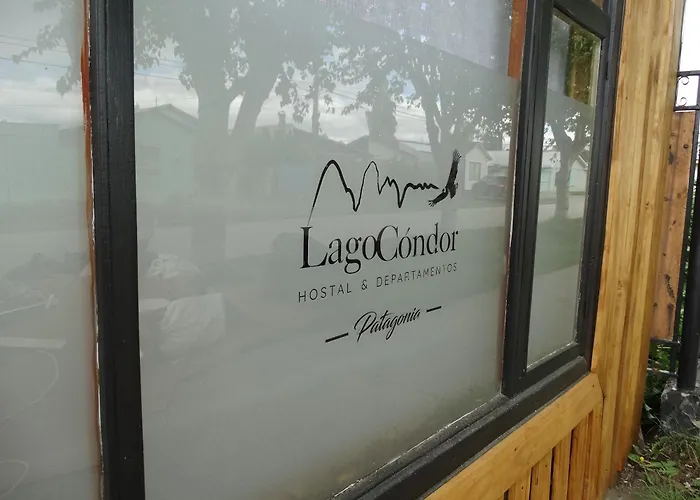 LagoCóndor
HOSTAL & DEPARTAMENTOS
Patagonia